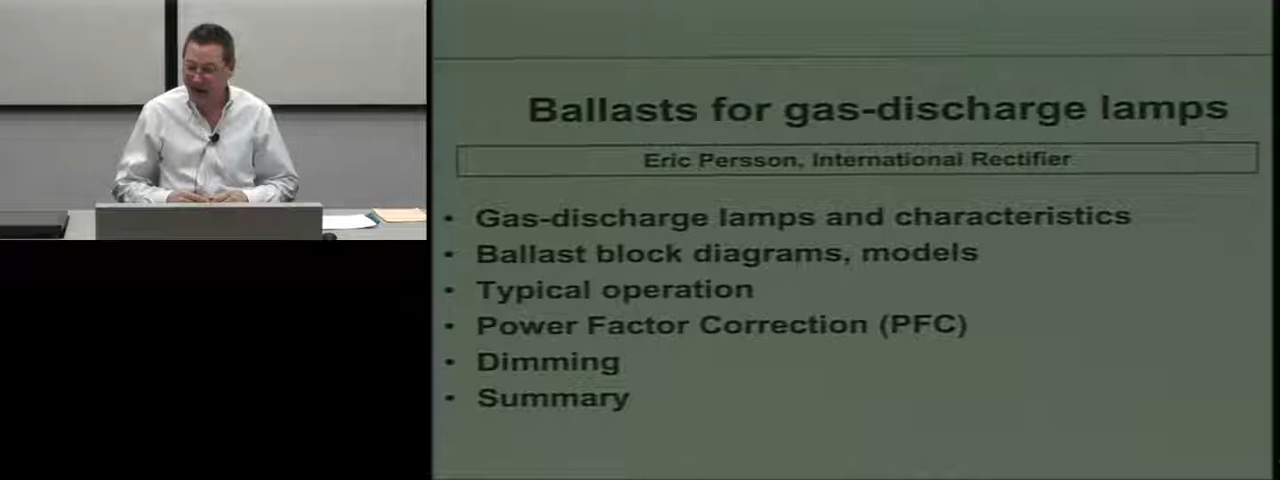 Ballasts for gas-discharge lamps
Eric Persson, International Rectifier
• Gas-discharge lamps and characteristics
• Ballast block diagrams, models
• Typical operation
• Power Factor Correction (PFC)
• Dimming
• Summary